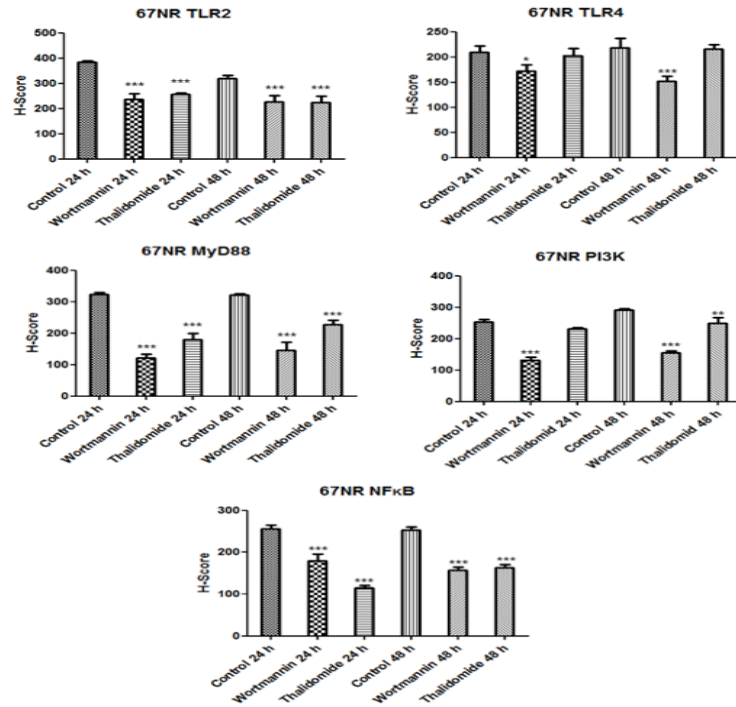 67NR TLR2
H-Score
500
400
300
200
100
0
*** *** *** ***
Control 24 h
Wortmannin 24 h
Thalidomide 24 h
Control 48 h
Wortmannin 48 h
Thalidomide 48 h
67NR TLR4
H-Score
250
200
150
100
50
0
* ***
Control 24 h
Wortmannin 24 h
Thalidomide 24 h
Control 48 h
Wortmannin 48 h
Thalidomide 48 h
67NR MyD88
H-Score
400
300
200
100
0
*** *** *** ***
Control 24 h
Wortmannin 24 h
Thalidomide 24 h
Control 48 h
Wortmannin 48 h
Thalidomide 48 h
67NR PI3K
H-Score
400
300
200
100
0
*** *** **
Control 24 h
Wortmannin 24 h
Thalidomid 24 h
Control 48 h
Wortmannin 48 h
Thalidomid 48 h
67NR NFκB
H-Score
300
200
100
0
*** *** *** ***
Control 24 h
Wortmannin 24 h
Thalidomide 24 h
Control 48 h
Wortmannin 48 h
Thalidomide 48 h